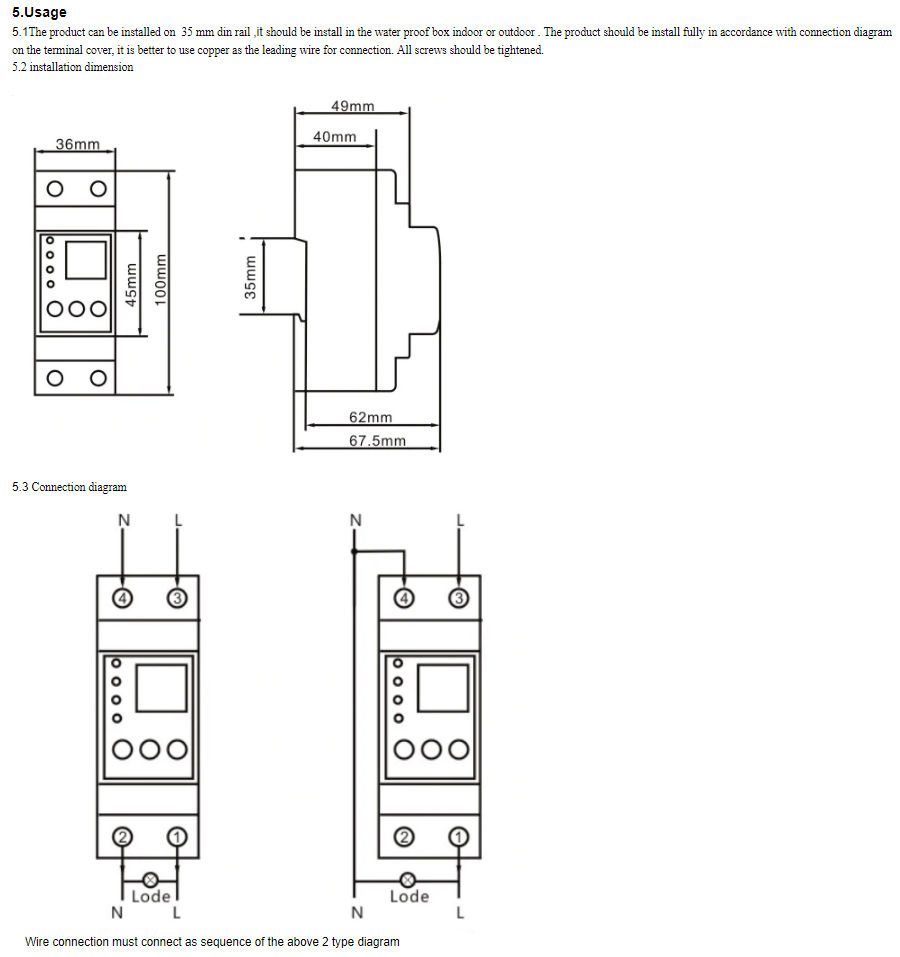 5.Usage
5.1The product can be installed on 35 mm din rail ,it should be install in the water proof box indoor or outdoor . The product should be install fully in accordance with connection diagram
on the terminal cover, it is better to use copper as the leading wire for connection. All screws should be tightened.
5.2 installation dimension
49mm
40mm
36mm
45mm
100mm
35mm
62mm
67.5mm
5.3 Connection diagram
N L N L
4 3 4 3
2 1 2 1
Lode Lode
N L N L
Wire connection must connect as sequence of the above 2 type diagram